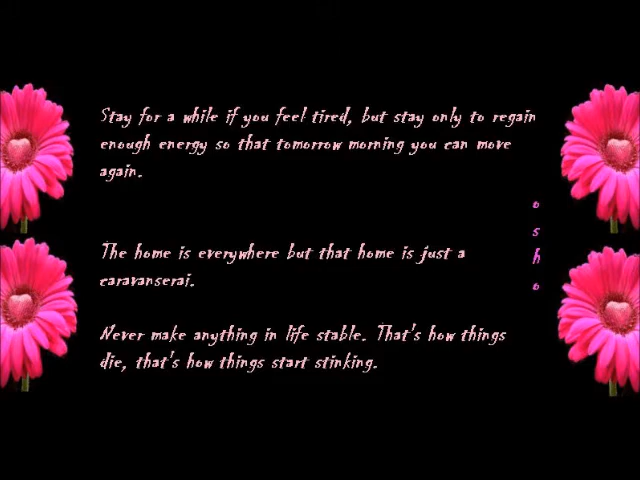 Stay for a while if you feel tired, but stay only to regain
enough energy so that tomorrow morning you can move
again.
The home is everywhere but that home is just a
caravanserai.
Never make anything in life stable. That's how things
die, that's how things start stinking.
o
s
h
o